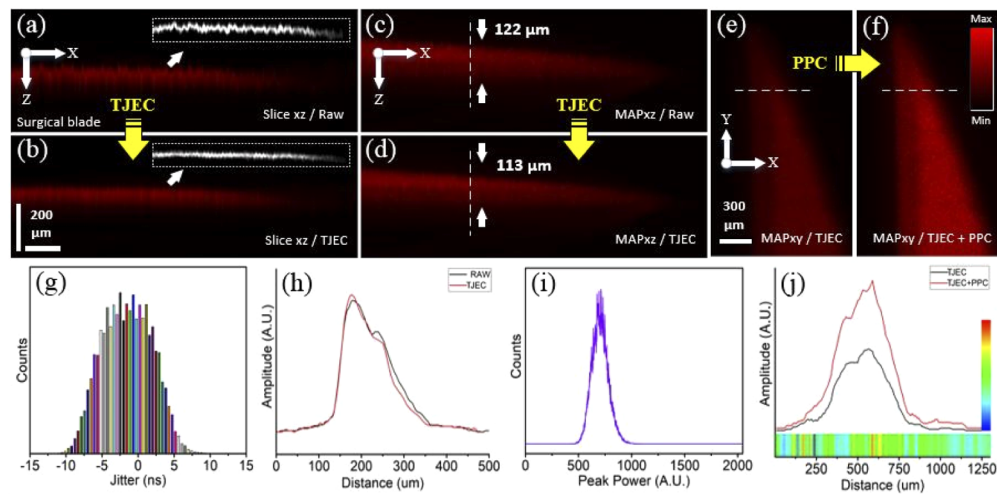 (a)
X
Z
Surgical blade
Slice xz / Raw
TJEC
(b)
200
μm
Slice xz / TJEC
(c)
X
Z
122 μm
MAPxz / Raw
TJEC
(d)
113 μm
MAPxz / TJEC
(e)
PPC
Y
X
300
μm
MAPxy / TJEC
(f)
Max
Min
MAPxy / TJEC + PPC
(g)
Counts
-15 -10 -5 0 5 10 15
Jitter (ns)
(h)
RAW
TJEC
Amplitude (A.U.)
0 100 200 300 400 500
Distance (um)
(i)
Counts
0 500 1000 1500 2000
Peak Power (A.U.)
(j)
TJEC
TJEC+PPC
Amplitude (A.U.)
250 500 750 1000 1250
Distance (um)